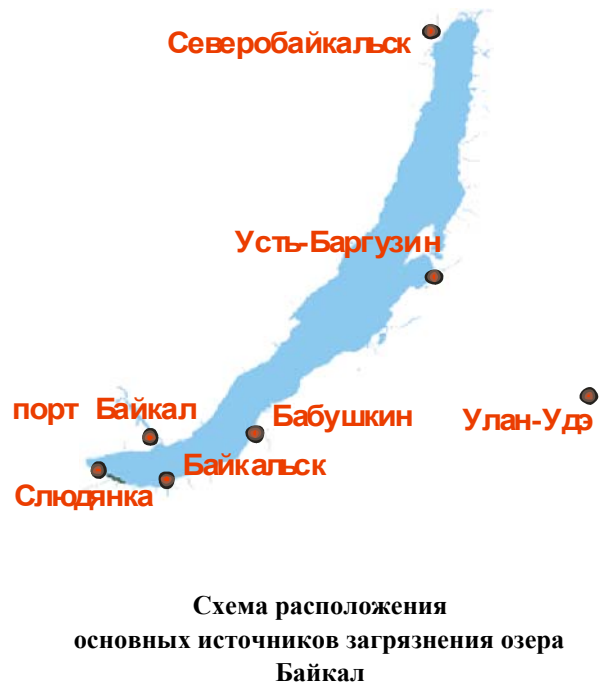 Северобайкальск
Усть-Баргузин
порт Байкал
Бабушкин
Улан-Удэ
Байкальск
Слюдянка
Схема расположения
основных источников загрязнения озера
Байкал